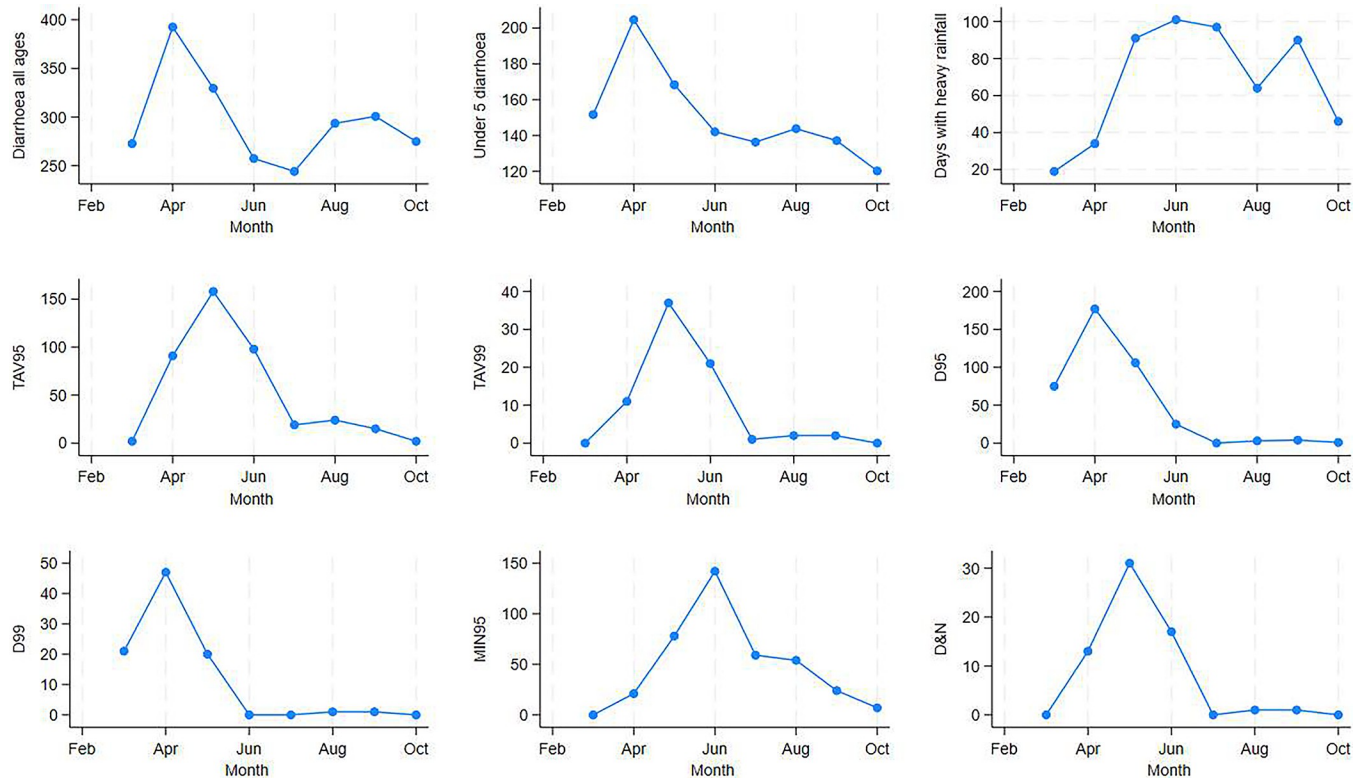 Diarrhoea all ages
400
350
300
250
Feb Apr Jun Aug Oct
Month
Under 5 diarrhoea
200
180
160
140
120
Feb Apr Jun Aug Oct
Month
Days with heavy rainfall
100
80
60
40
20
Feb Apr Jun Aug Oct
Month
TAV95
150
100
50
0
Feb Apr Jun Aug Oct
Month
TAV99
40
30
20
10
0
Feb Apr Jun Aug Oct
Month
D95
200
150
100
50
0
Feb Apr Jun Aug Oct
Month
D99
50
40
30
20
10
0
Feb Apr Jun Aug Oct
Month
MIN95
150
100
50
0
Feb Apr Jun Aug Oct
Month
D&N
30
20
10
0
Feb Apr Jun Aug Oct
Month